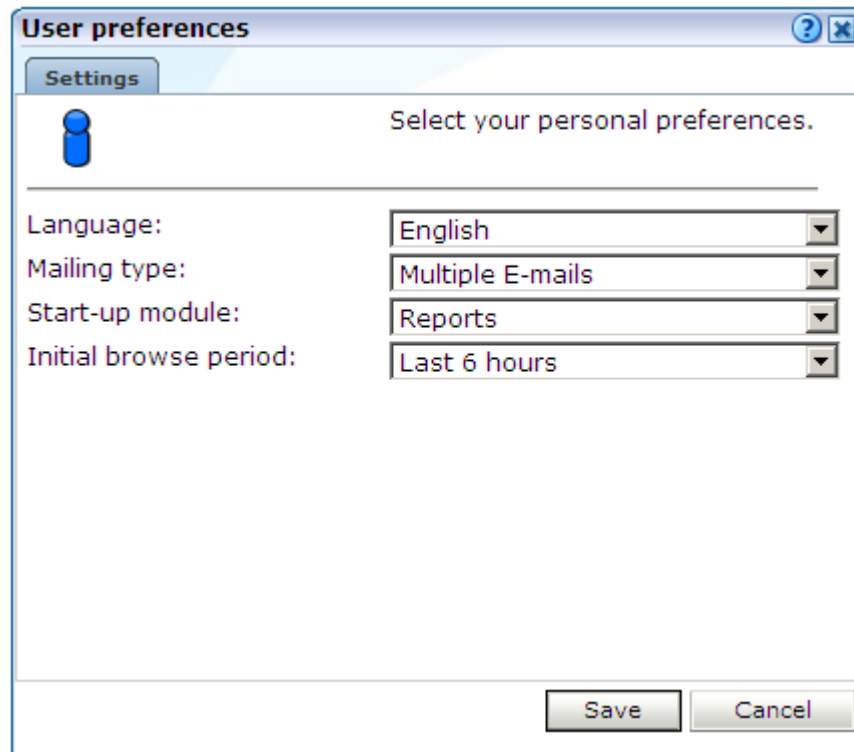 User preferences
Settings
Select your personal preferences.
Language: English
Mailing type: Multiple E-mails
Start-up module: Reports
Initial browse period: Last 6 hours
Save Cancel